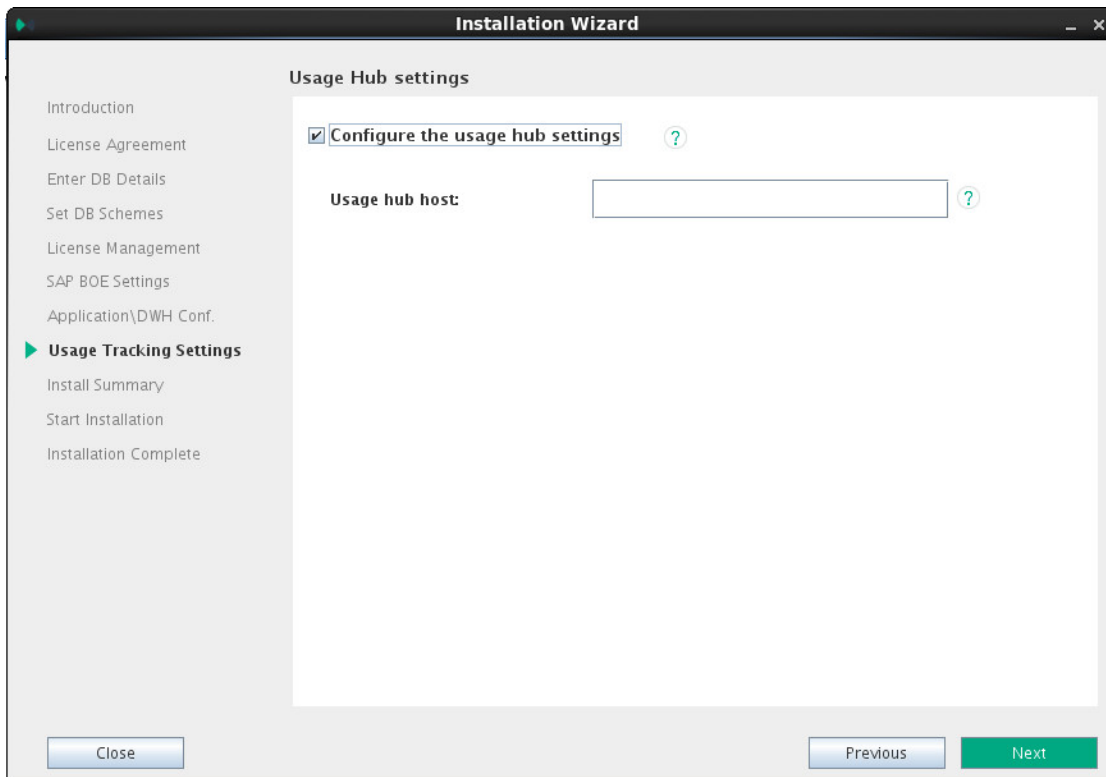 Installation Wizard
Usage Hub settings
Introduction
License Agreement
Enter DB Details
Set DB Schemes
License Management
SAP BOE Settings
Application\DWH Conf.
Usage Tracking Settings
Install Summary
Start Installation
Installation Complete
Configure the usage hub settings ?
Usage hub host: ?
Close
Previous
Next